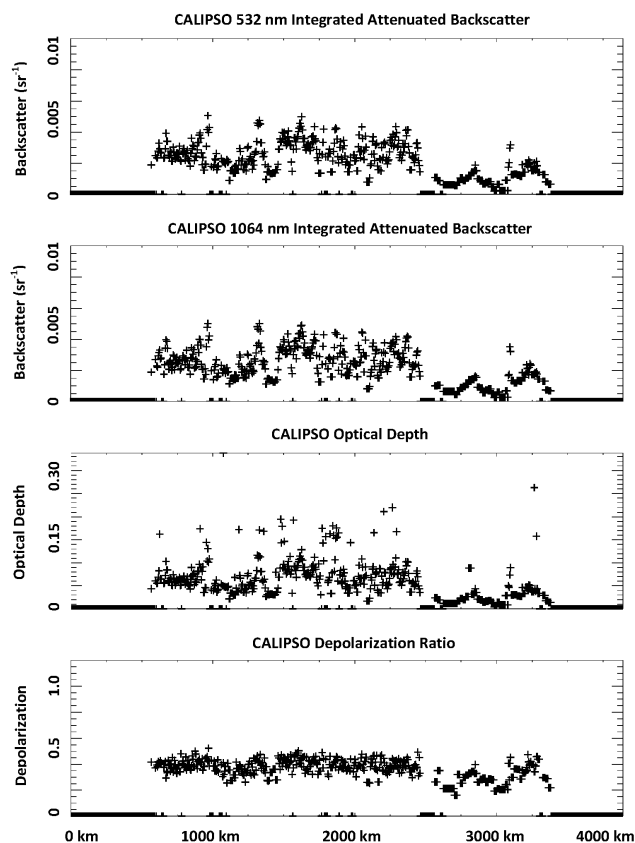 CALIPSO 532 nm Integrated Attenuated Backscatter
0.01
0.005
0
Backscatter (sr⁻¹)
CALIPSO 1064 nm Integrated Attenuated Backscatter
0.01
0.005
0
Backscatter (sr⁻¹)
CALIPSO Optical Depth
0.30
0.15
0
Optical Depth
CALIPSO Depolarization Ratio
1.0
0.5
0
Depolarization
0 km 1000 km 2000 km 3000 km 4000 km